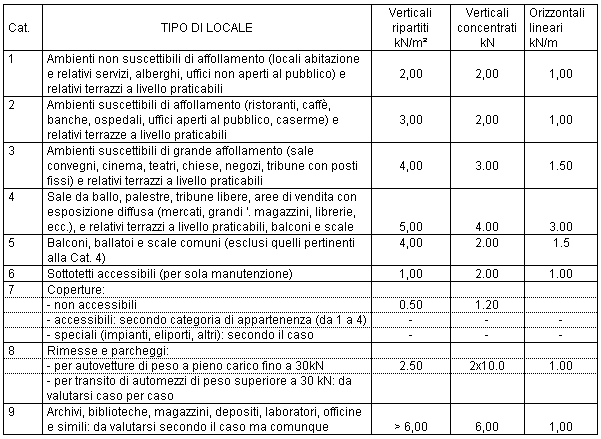 Cat. TIPO DI LOCALE Verticali ripartiti kN/m² Verticali concentrati kN Orizzontali lineari kN/m
1 Ambienti non suscettibili di affollamento (locali abitazione
e relativi servizi, alberghi, uffici non aperti al pubblico) e 2,00 2,00 1,00
relativi terrazzi a livello praticabili
2 Ambienti suscettibili di affollamento (ristoranti, caffè,
banche, ospedali, uffici aperti al pubblico, caserme) e 3,00 2,00 1,00
relativi terrazze a livello praticabili
3 Ambienti suscettibili di grande affollamento (sale
convegni, cinema, teatri, chiese, negozi, tribune con posti 4,00 3.00 1.50
fissi) e relativi terrazzi a livello praticabili
4 Sale da ballo, palestre, tribune libere, aree di vendita con
esposizione diffusa (mercati, grandi '. magazzini, librerie,
ecc.), e relativi terrazzi a livello praticabili, balconi e scale 5,00 4.00 3.00
5 Balconi, ballatoi e scale comuni (esclusi quelli pertinenti 4,00 2.00 1.5
alla Cat. 4)
6 Sottotetti accessibili (per sola manutenzione) 1,00 2.00 1.00
7 Coperture:
- non accessibili 0.50 1.20
- accessibili: secondo categoria di appartenenza (da 1 a 4) - - -
- speciali (impianti, eliporti, altri): secondo il caso - - -
8 Rimesse e parcheggi:
- per autovetture di peso a pieno carico fino a 30kN 2.50 2x10.0 1.00
- per transito di automezzi di peso superiore a 30 kN: da
valutarsi caso per caso
9 Archivi, biblioteche, magazzini, depositi, laboratori, officine
e simili: da valutarsi secondo il caso ma comunque > 6,00 6,00 1,00